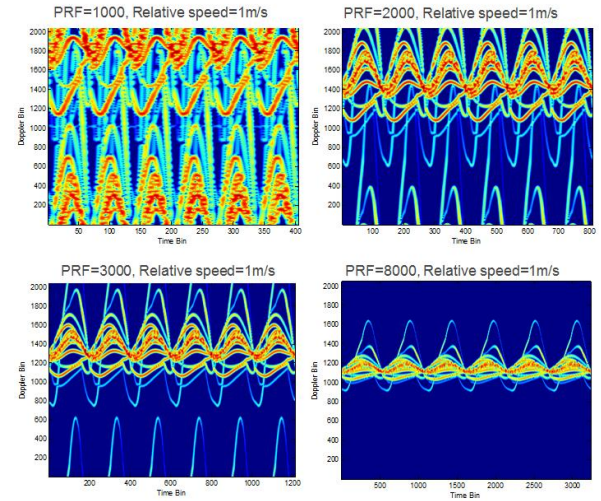 PRF=1000, Relative speed=1m/s
2000
1800
1600
1400
1200
1000
800
600
400
200
Doppler Bin
50 100 150 200 250 300 350 400
Time Bin
PRF=2000, Relative speed=1m/s
2000
1800
1600
1400
1200
1000
800
600
400
200
Doppler Bin
100 200 300 400 500 600 700 800
Time Bin
PRF=3000, Relative speed=1m/s
2000
1800
1600
1400
1200
1000
800
600
400
200
Doppler Bin
200 400 600 800 1000 1200
Time Bin
PRF=8000, Relative speed=1m/s
2000
1800
1600
1400
1200
1000
800
600
400
200
Doppler Bin
500 1000 1500 2000 2500 3000
Time Bin